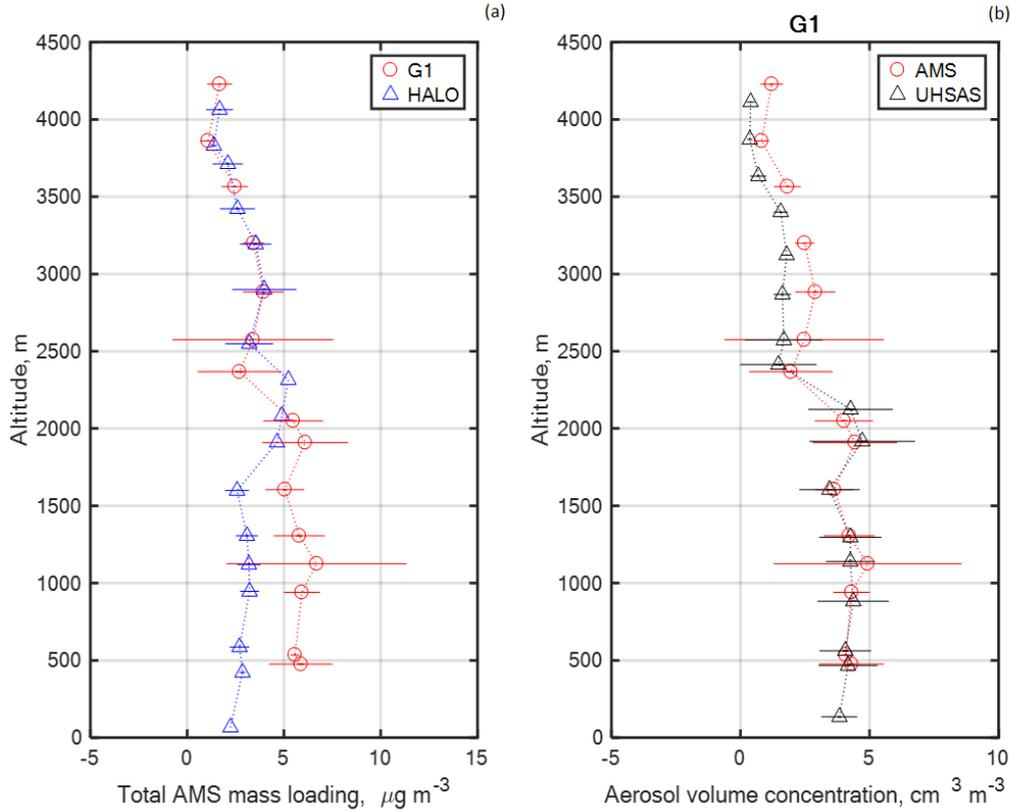 (a)
4500
4000
3500
3000
2500
2000
1500
1000
500
0
-5 0 5 10 15
Altitude, m
Total AMS mass loading, μg m-3
G1
HALO
(b)
G1
4500
4000
3500
3000
2500
2000
1500
1000
500
0
-5 0 5 10
Altitude, m
Aerosol volume concentration, cm 3 m-3
AMS
UHSAS